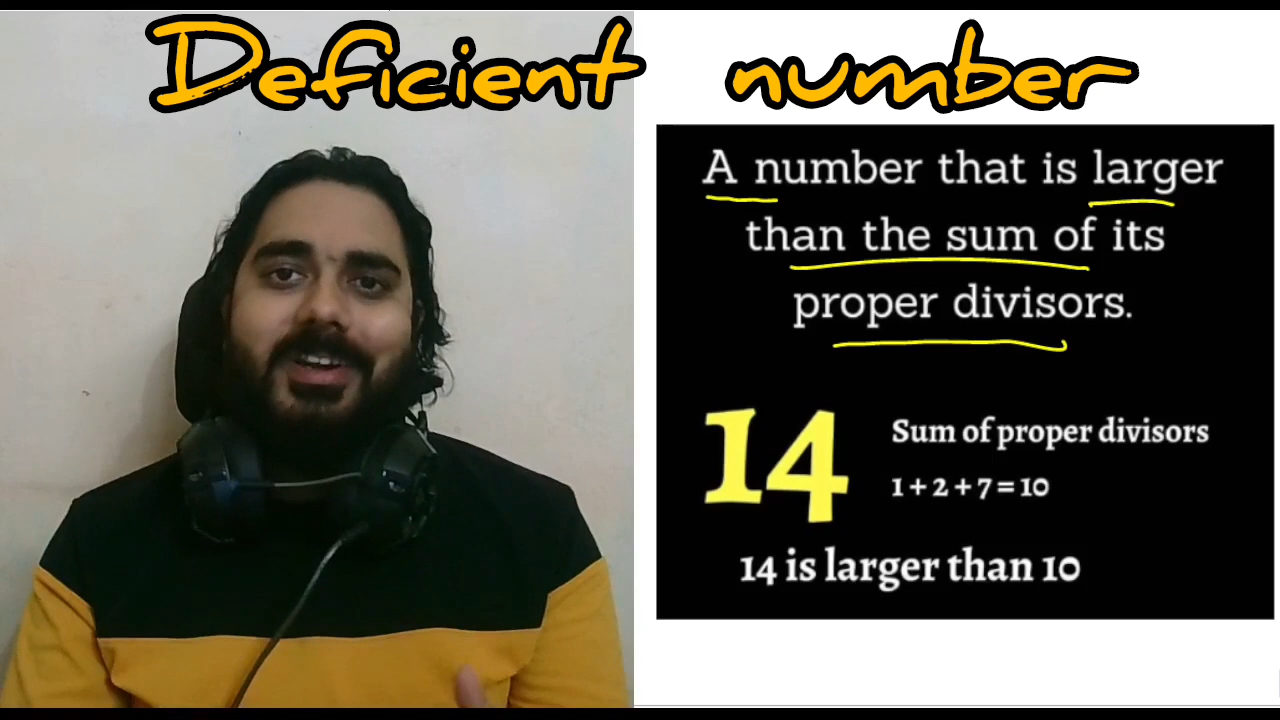 Deficient number
A number that is larger
than the sum of its
proper divisors.
14
Sum of proper divisors
1 + 2 + 7 = 10
14 is larger than 10